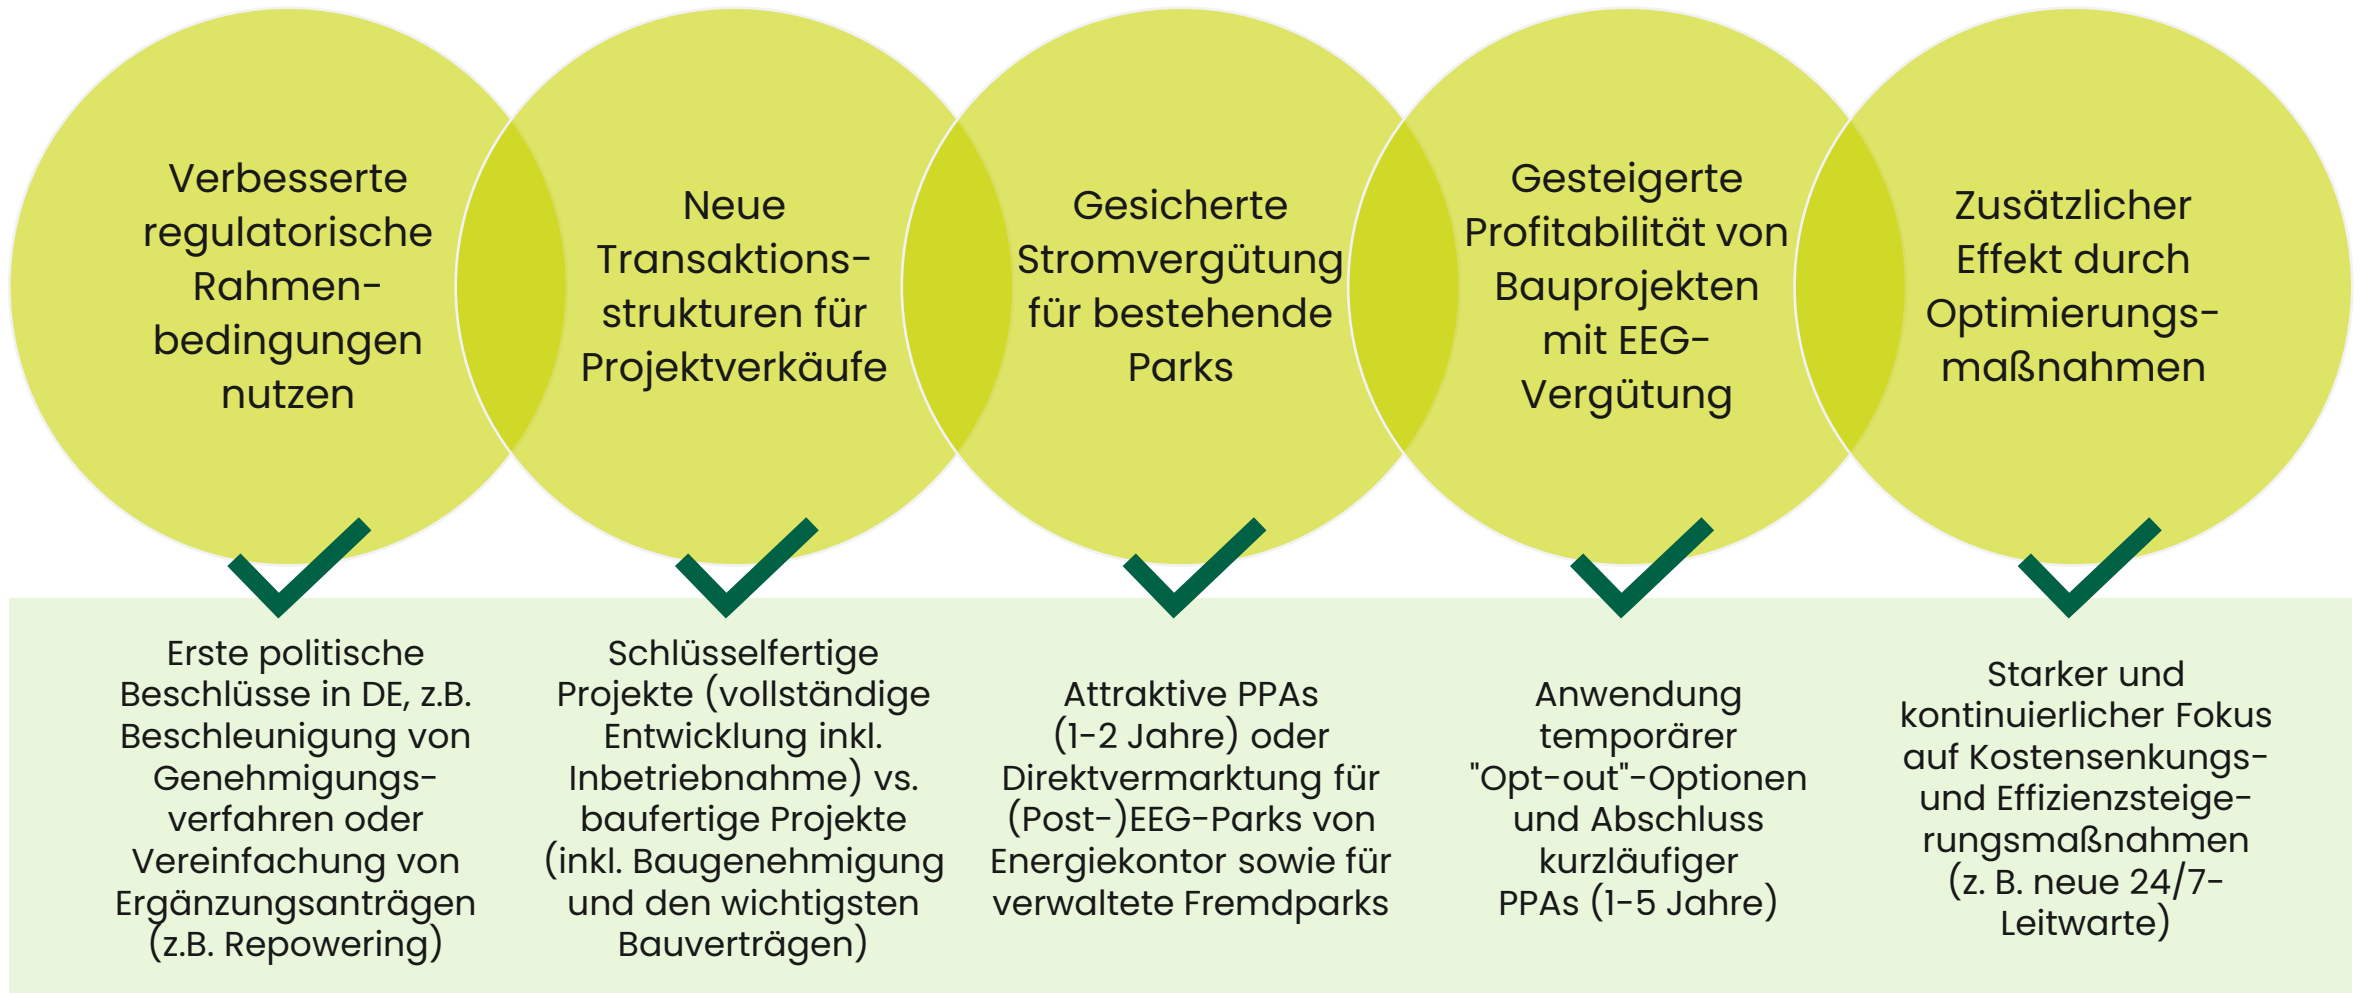 Verbesserte
regulatorische
Rahmen-
bedingungen
nutzen
Neue
Transaktions-
strukturen für
Projektverkäufe
Gesicherte
Stromvergütung
für bestehende
Parks
Gesteigerte
Profitabilität von
Bauprojekten
mit EEG-
Vergütung
Zusätzlicher
Effekt durch
Optimierungs-
maßnahmen
Erste politische
Beschlüsse in DE, z.B.
Beschleunigung von
Genehmigungs-
verfahren oder
Vereinfachung von
Ergänzungsanträgen
(z.B. Repowering)
Schlüsselfertige
Projekte (vollständige
Entwicklung inkl.
Inbetriebnahme) vs.
baufertige Projekte
(inkl. Baugenehmigung
und den wichtigsten
Bauverträgen)
Attraktive PPAs
(1-2 Jahre) oder
Direktvermarktung für
(Post-)EEG-Parks von
Energiekontor sowie für
verwaltete Fremdparks
Anwendung
temporärer
"Opt-out"-Optionen
und Abschluss
kurzläufiger
PPAs (1-5 Jahre)
Starker und
kontinuierlicher Fokus
auf Kostensenkungs-
und Effizienzsteige-
rungsmaßnahmen
(z. B. neue 24/7-
Leitwarte)